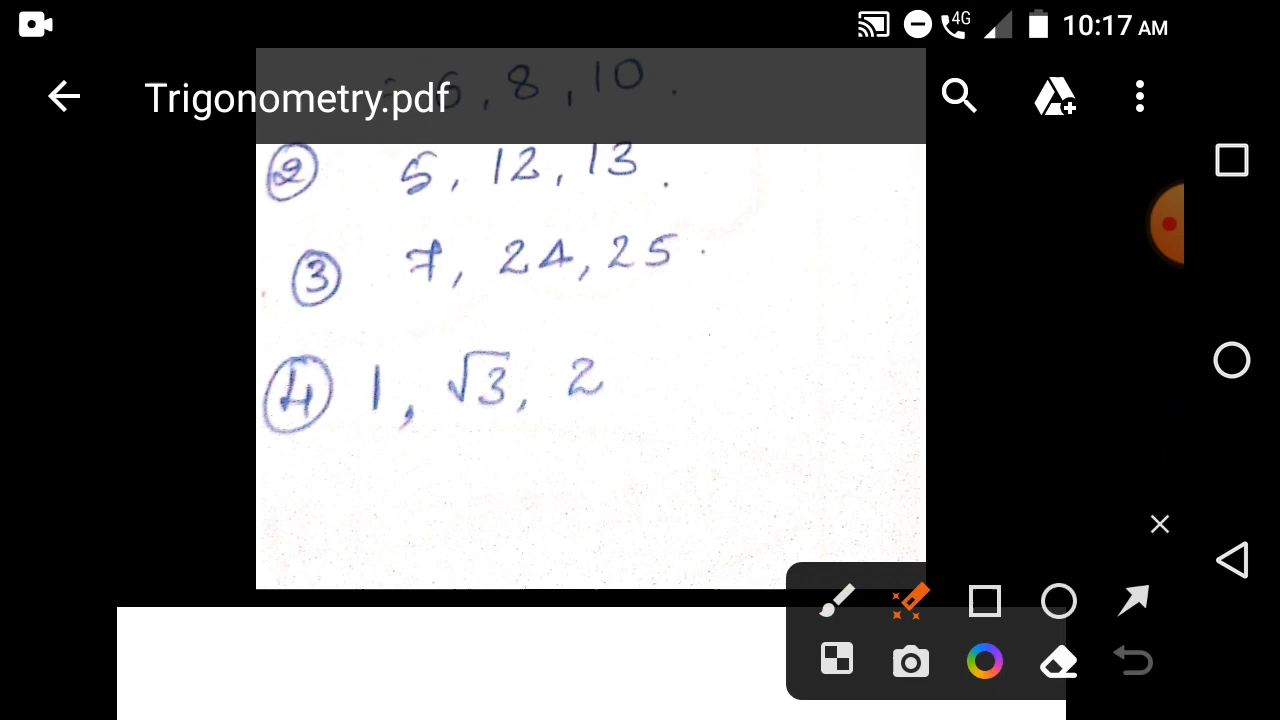 4G 10:17 AM
Trigonometry.pdf
6, 8, 10.
② 5, 12, 13.
③ 7, 24, 25.
④ 1, √3, 2